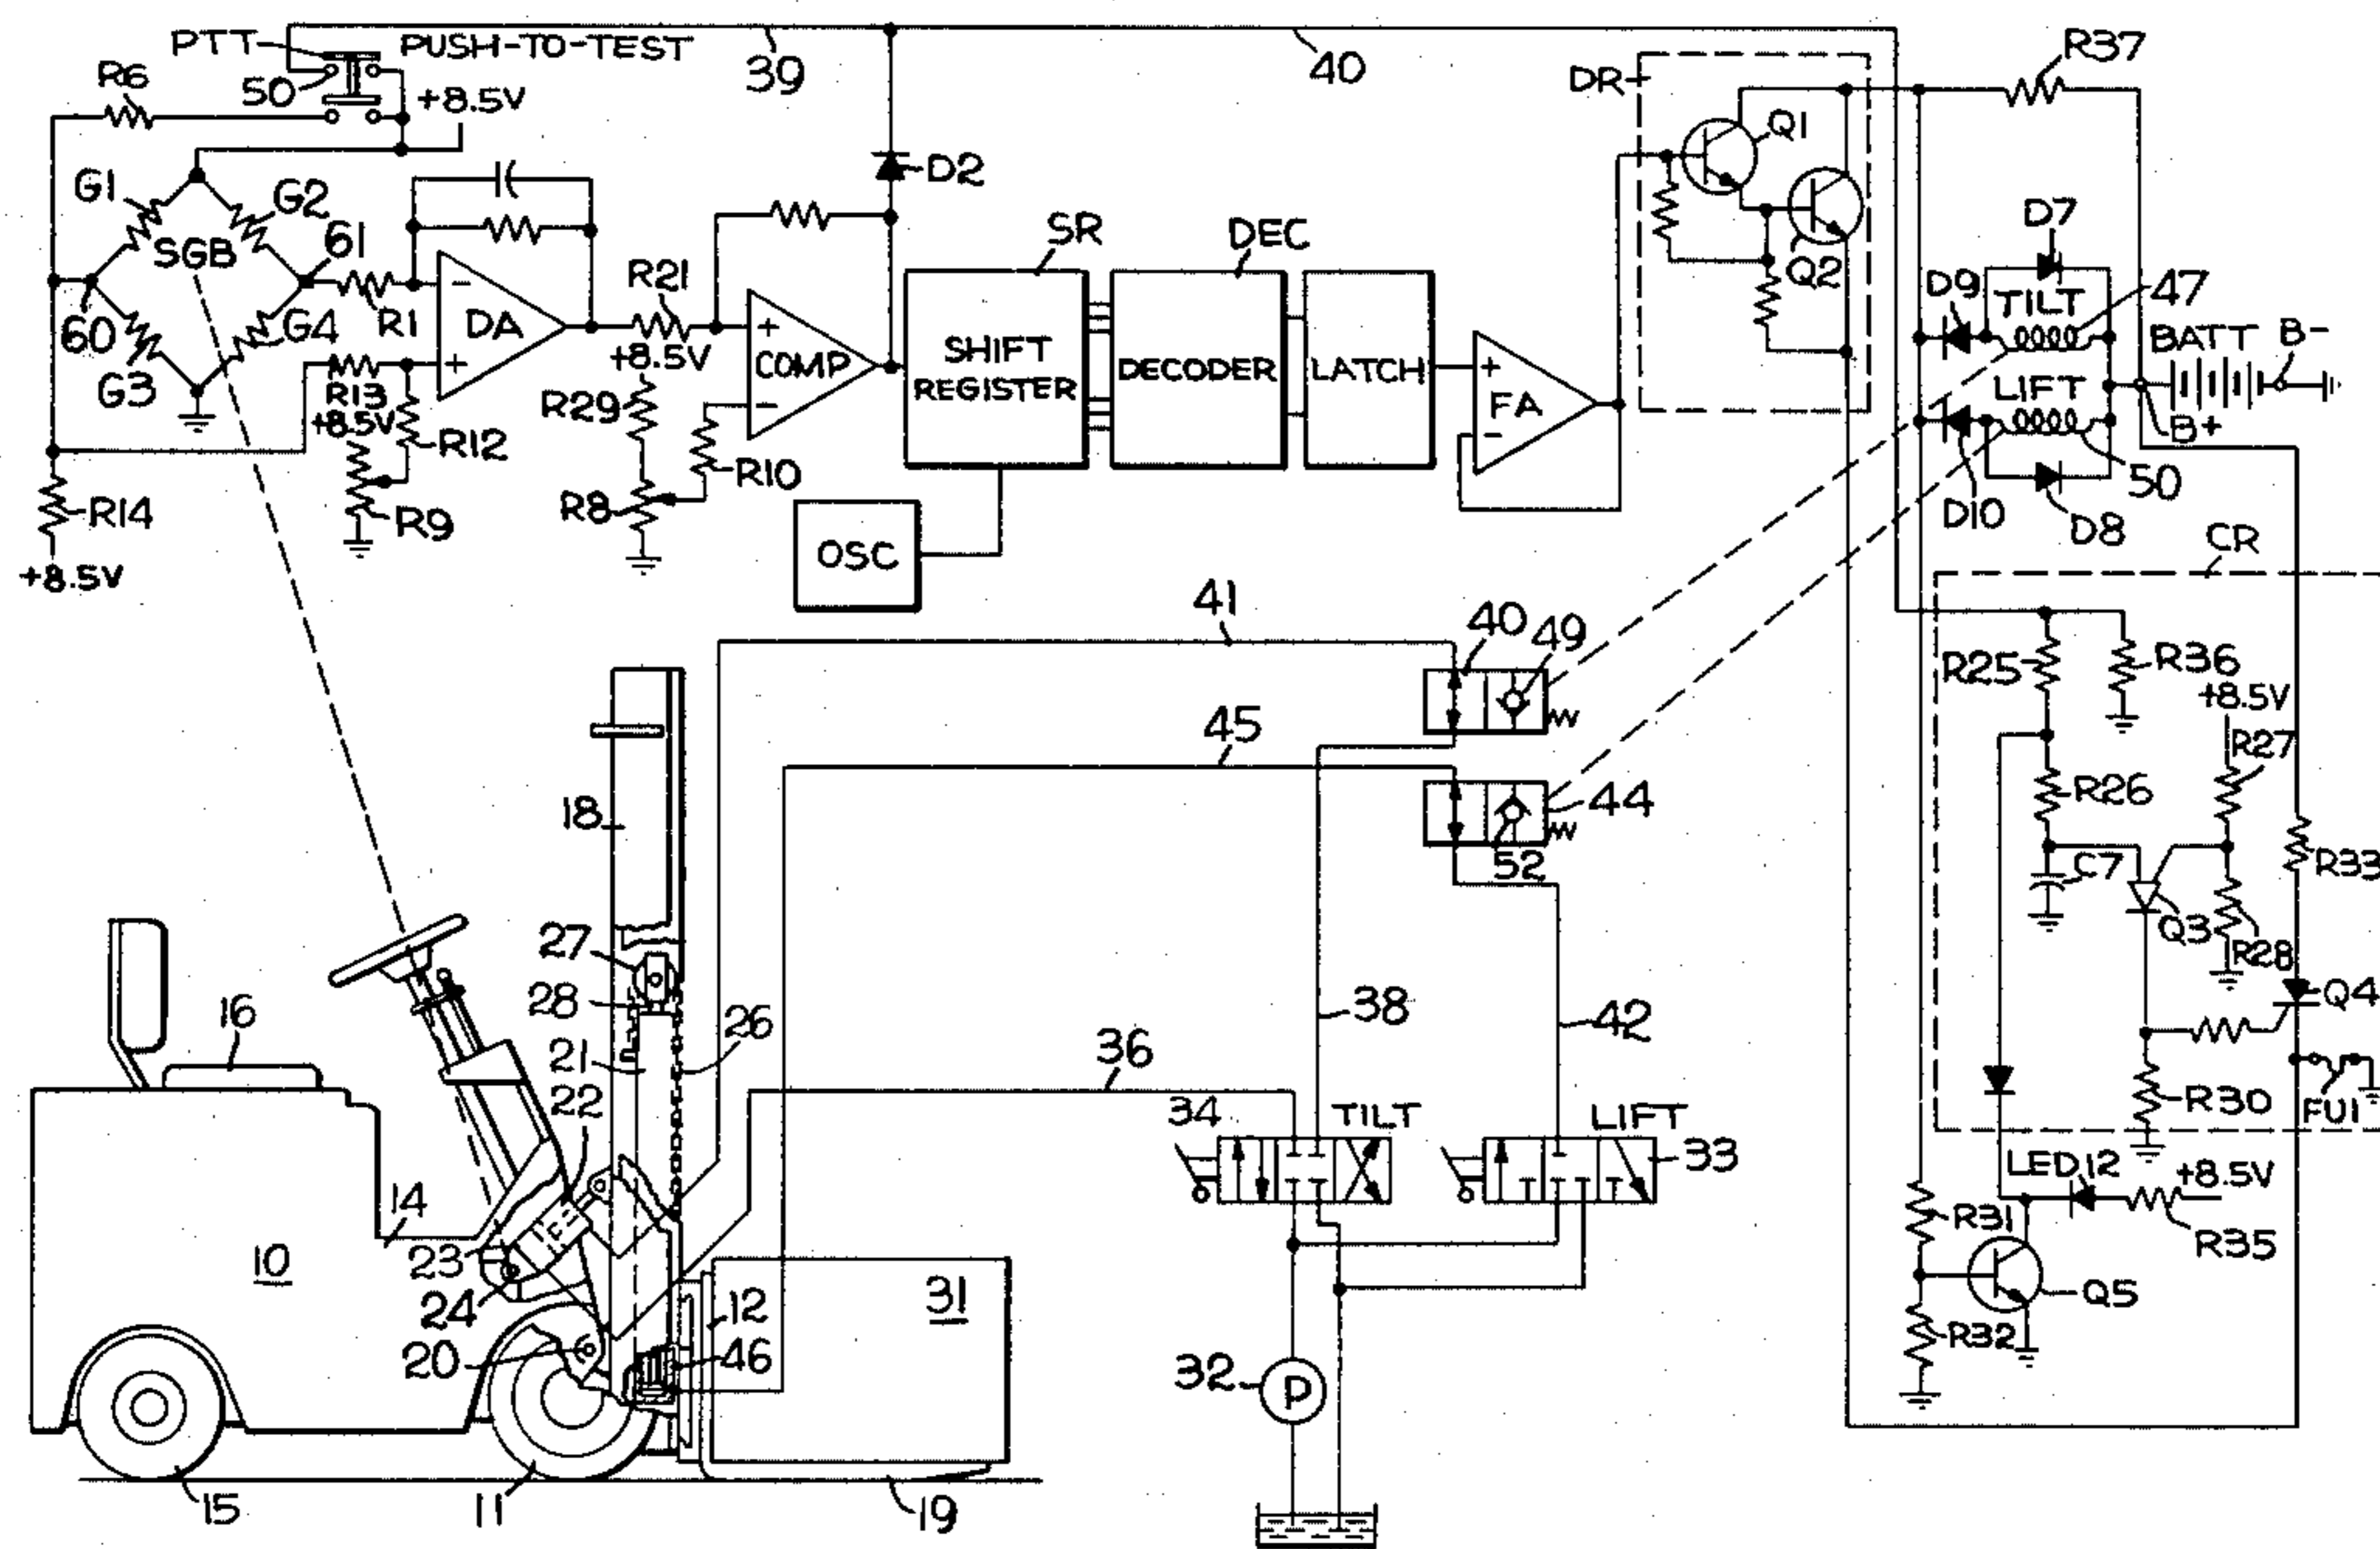 PTT
PUSH-TO-TEST
39
40
R37
R6
50
+8.5V
DR
Q1
G1
G2
D2
SGB
61
SR
DEC
Q2
D7
60
R1
DA
R21
+8.5V
COMP
SHIFT
REGISTER
DECODER
LATCH
FA
D9
TILT
47
BATT
B-
G3
G4
R13
+8.5V
R12
R29
R10
LIFT
B+
R14
R9
R8
OSC
D10
D8
50
+8.5V
CR
41
40
49
R25
R36
+8.5V
45
R27
18
44
R26
52
C7
R33
27
Q3
R28
16
28
26
38
42
Q4
21
36
22
34
TILT
LIFT
R30
FU1
14
33
LED12
+8.5V
10
23
R31
R35
24
12
31
Q5
20
46
32
P
R32
15
11
19